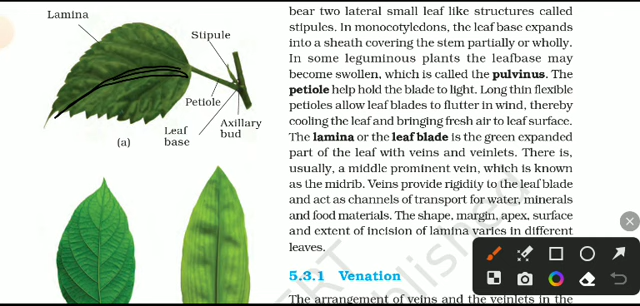 Lamina
Stipule
Petiole
Leaf
base
Axillary
bud
(a)
bear two lateral small leaf like structures called
stipules. In monocotyledons, the leaf base expands
into a sheath covering the stem partially or wholly.
In some leguminous plants the leafbase may
become swollen, which is called the pulvinus. The
petiole help hold the blade to light. Long thin flexible
petioles allow leaf blades to flutter in wind, thereby
cooling the leaf and bringing fresh air to leaf surface.
The lamina or the leaf blade is the green expanded
part of the leaf with veins and veinlets. There is,
usually, a middle prominent vein, which is known
as the midrib. Veins provide rigidity to the leaf blade
and act as channels of transport for water, minerals
and food materials. The shape, margin, apex, surface
and extent of incision of lamina varies in different
leaves.
5.3.1 Venation
The arrangement of veins and the veinlets in the